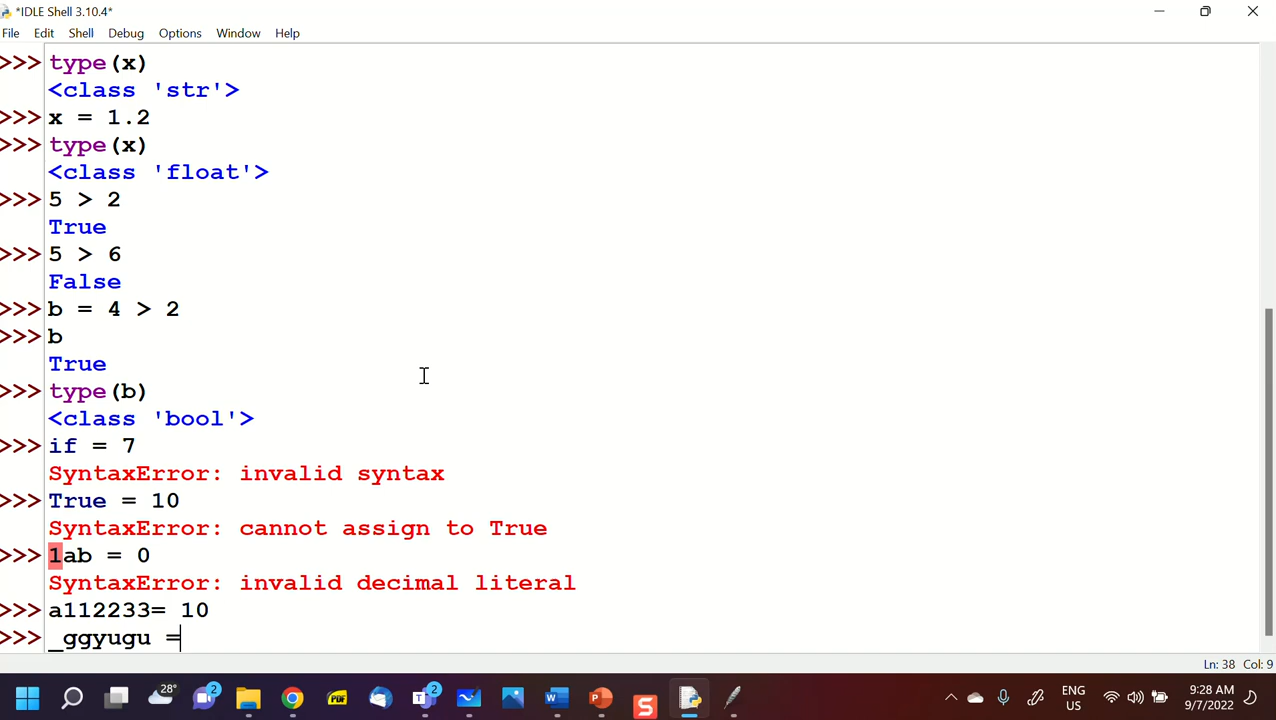 *IDLE Shell 3.10.4*
File Edit Shell Debug Options Window Help
>>> type(x)
<class 'str'>
>>> x = 1.2
>>> type(x)
<class 'float'>
>>> 5 > 2
True
>>> 5 > 6
False
>>> b = 4 > 2
>>> b
True
>>> type(b)
<class 'bool'>
>>> if = 7
SyntaxError: invalid syntax
>>> True = 10
SyntaxError: cannot assign to True
>>> 1ab = 0
SyntaxError: invalid decimal literal
>>> a112233= 10
>>> _ggyugu =
Ln: 38 Col: 9
28° 2 PDF 2 W P S ENG 9:28 AM
US 9/7/2022